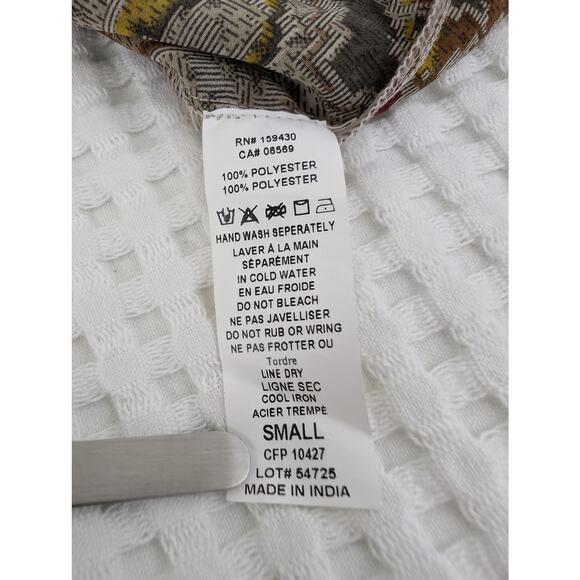 RN# 159430
CA# 06569
100% POLYESTER
100% POLYESTER
HAND WASH SEPERATELY
LAVER À LA MAIN
SÉPARÉMENT
IN COLD WATER
EN EAU FROIDE
DO NOT BLEACH
NE PAS JAVELLISER
DO NOT RUB OR WRING
NE PAS FROTTER OU
Tordre
LINE DRY
LIGNE SEC
COOL IRON
ACIER TREMPÉ
SMALL
CFP 10427
LOT# 54725
MADE IN INDIA